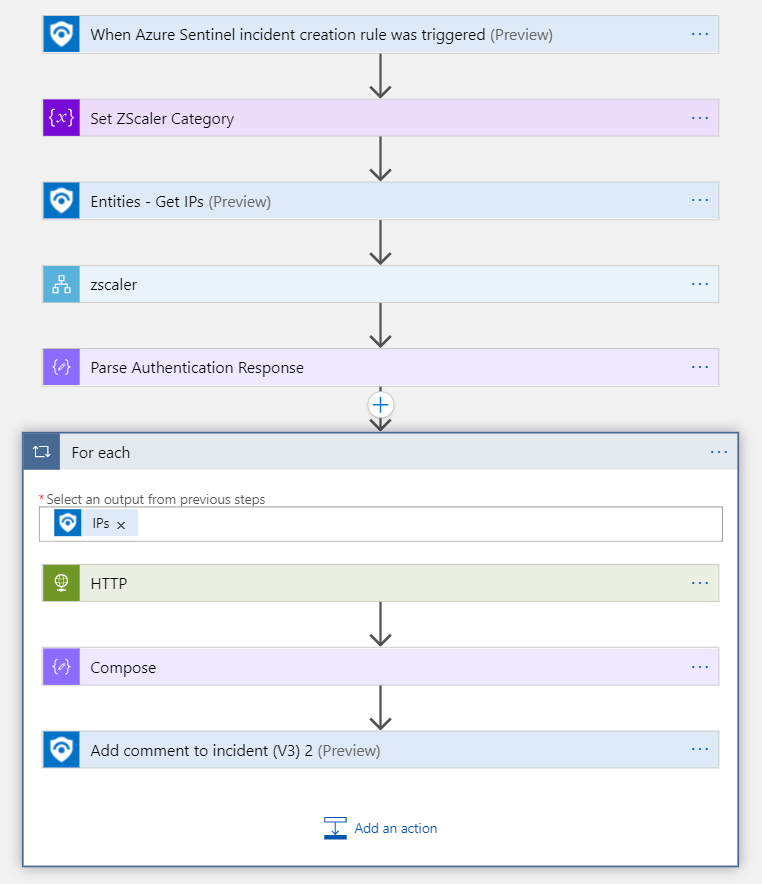 When Azure Sentinel incident creation rule was triggered (Preview)
{x} Set ZScaler Category
Entities - Get IPs (Preview)
zscaler
Parse Authentication Response
For each
*Select an output from previous steps
IPs ×
HTTP
Compose
Add comment to incident (V3) 2 (Preview)
Add an action